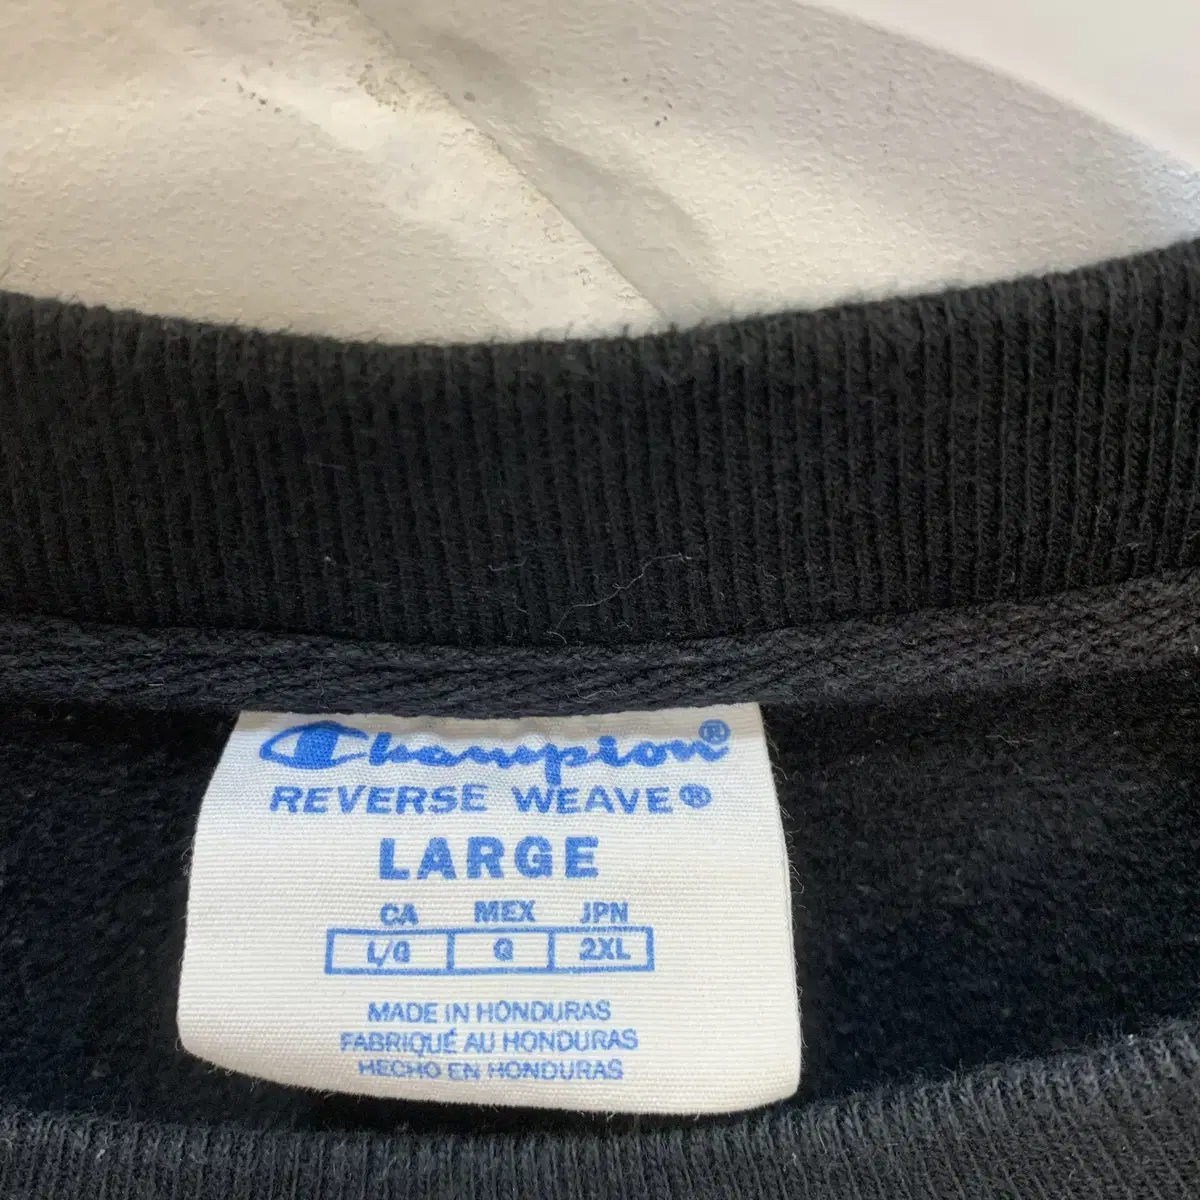 Champion®
REVERSE WEAVE®
LARGE
CA MEX JPN
L/G G 2XL
MADE IN HONDURAS
FABRIQUÉ AU HONDURAS
HECHO EN HONDURAS